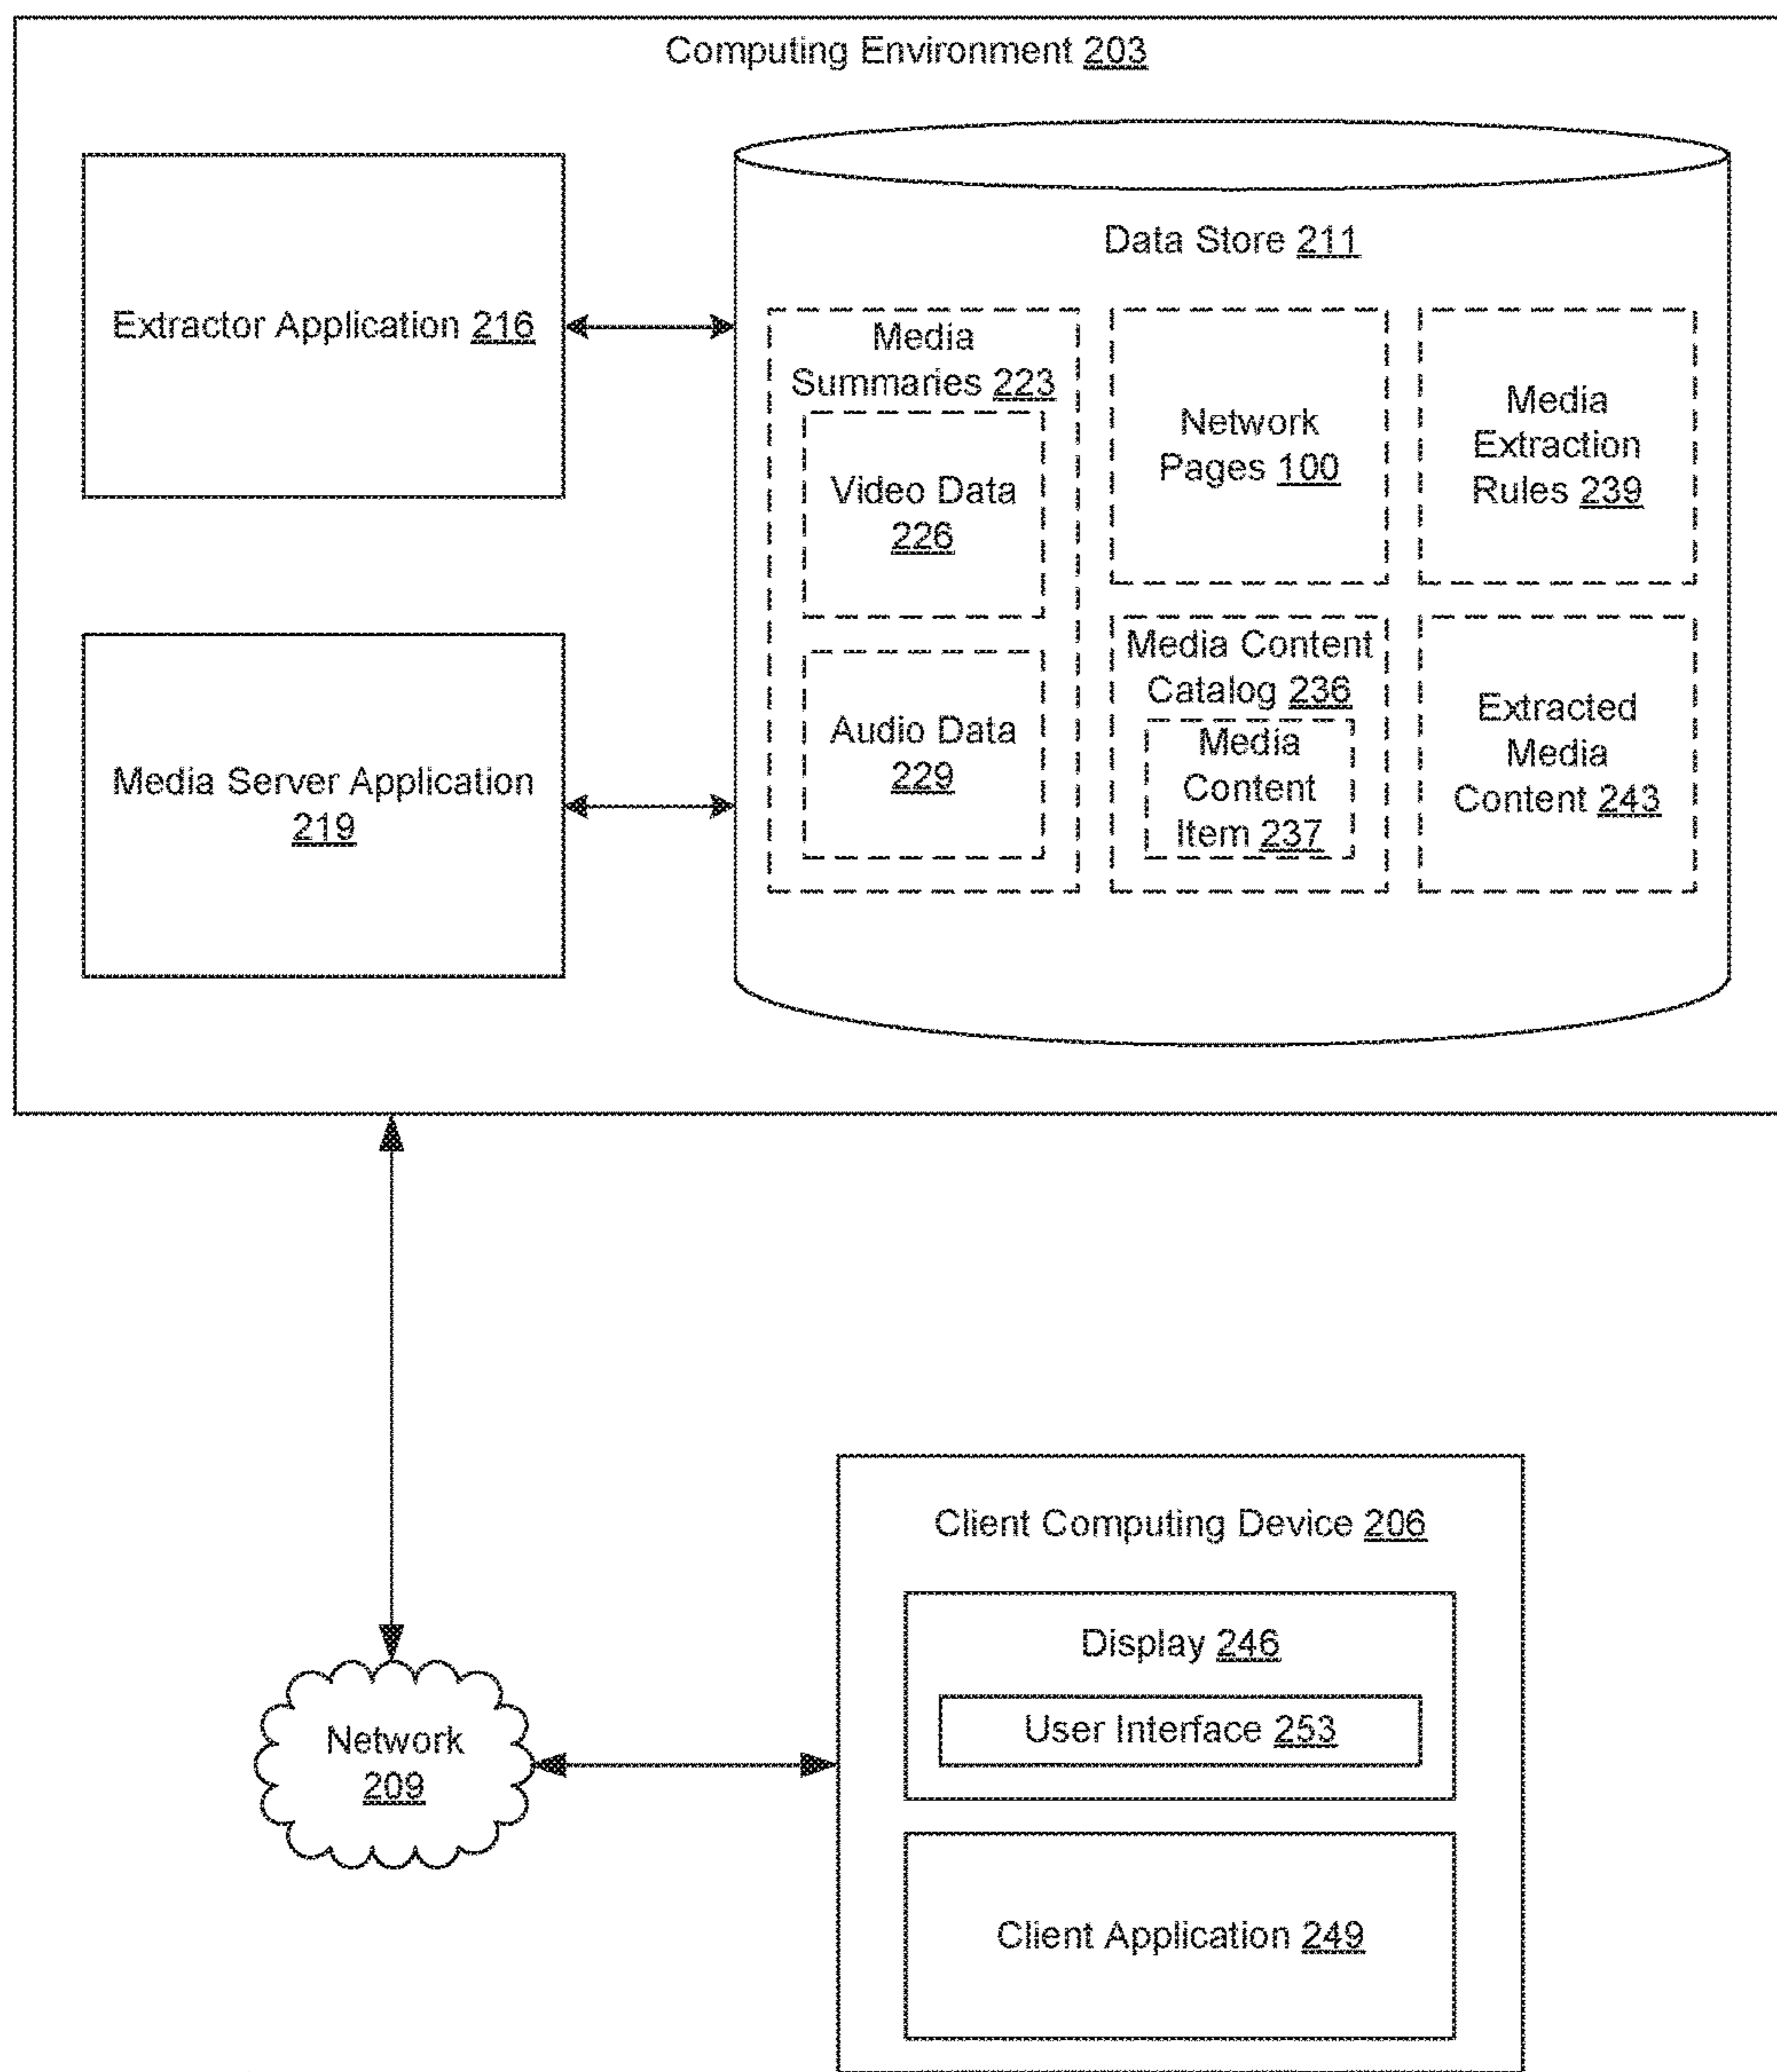 Computing Environment 203
Extractor Application 216
Media Server Application
219
Data Store 211
Media
Summaries 223
Video Data
226
Audio Data
229
Network
Pages 100
Media Content
Catalog 236
Media
Content
Item 237
Media
Extraction
Rules 239
Extracted
Media
Content 243
Network
209
Client Computing Device 206
Display 246
User Interface 253
Client Application 249